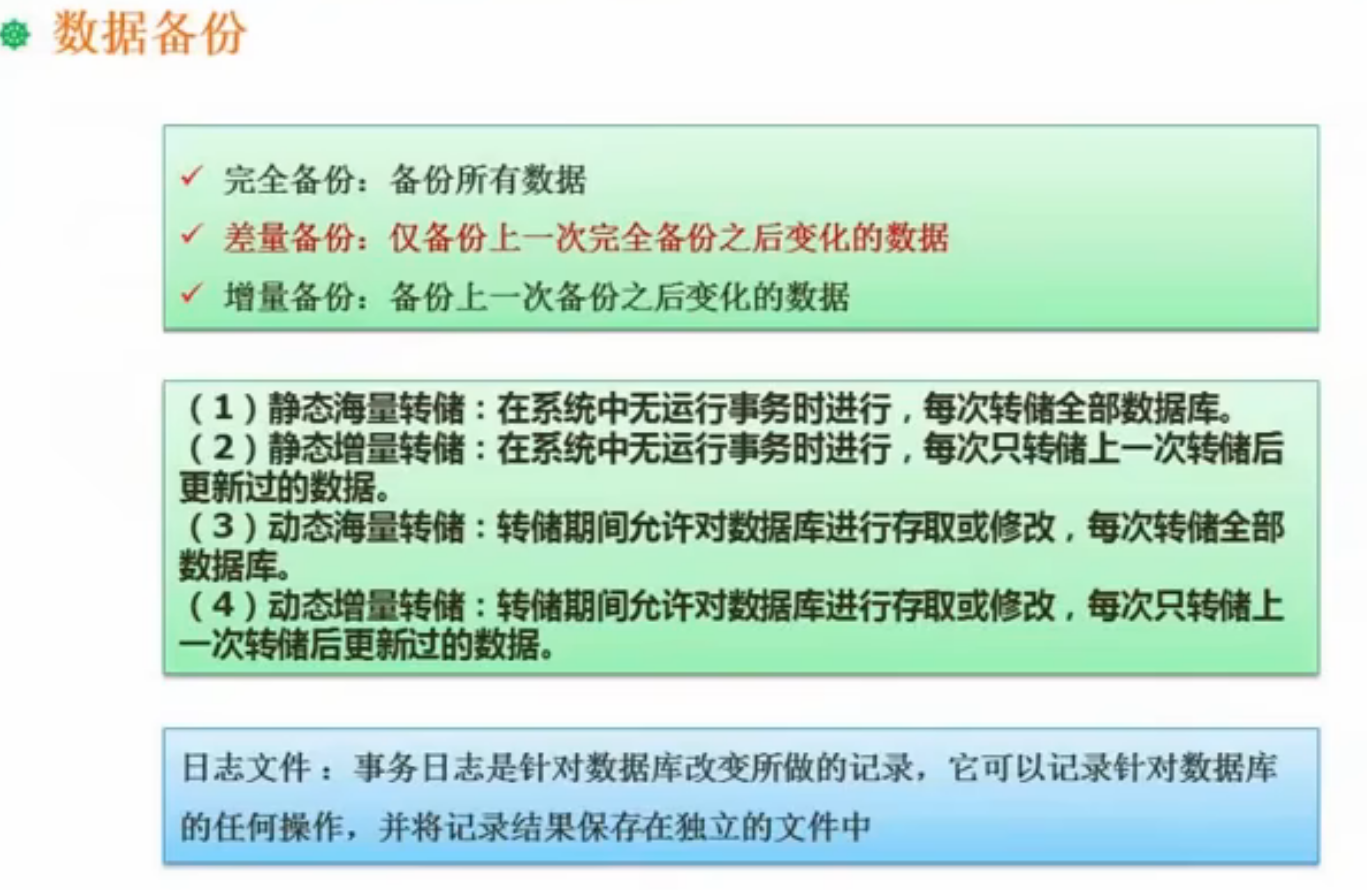 数据备份
完全备份：备份所有数据
差量备份：仅备份上一次完全备份之后变化的数据
增量备份：备份上一次备份之后变化的数据
（1）静态海量转储：在系统中无运行事务时进行，每次转储全部数据库。
（2）静态增量转储：在系统中无运行事务时进行，每次只转储上一次转储后
更新过的数据。
（3）动态海量转储：转储期间允许对数据库进行存取或修改，每次转储全部
数据库。
（4）动态增量转储：转储期间允许对数据库进行存取或修改，每次只转储上
一次转储后更新过的数据。
日志文件：事务日志是针对数据库改变所做的记录，它可以记录针对数据库
的任何操作，并将记录结果保存在独立的文件中